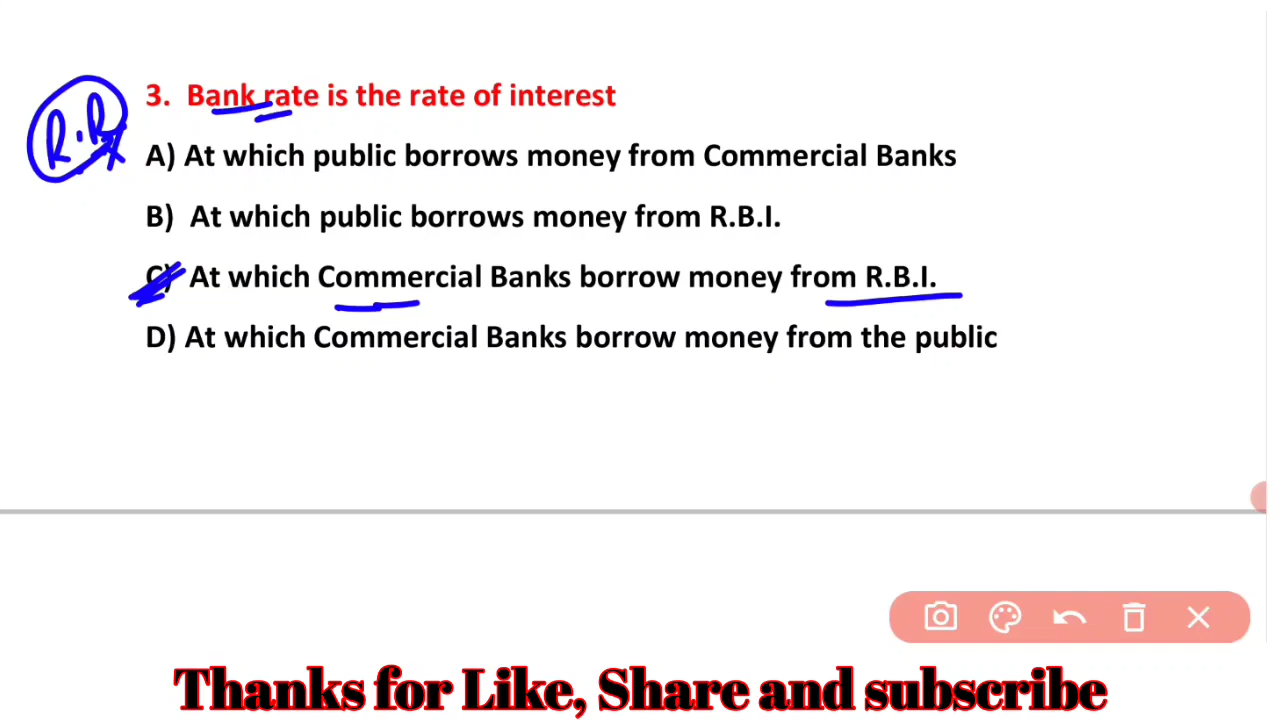 3. Bank rate is the rate of interest
R.R
A) At which public borrows money from Commercial Banks
B) At which public borrows money from R.B.I.
C) At which Commercial Banks borrow money from R.B.I.
D) At which Commercial Banks borrow money from the public
Thanks for Like, Share and subscribe